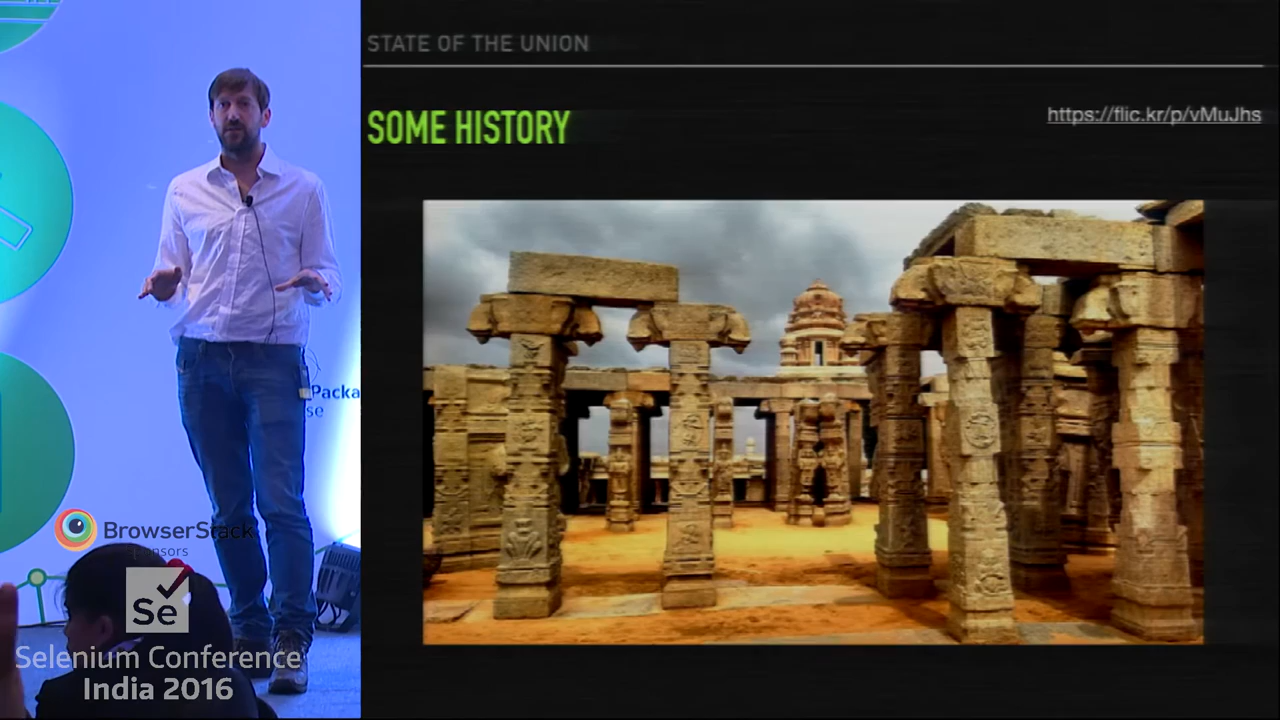 STATE OF THE UNION
SOME HISTORY
https://flic.kr/p/vMuJhs
BrowserStack
Se
Selenium Conference
India 2016